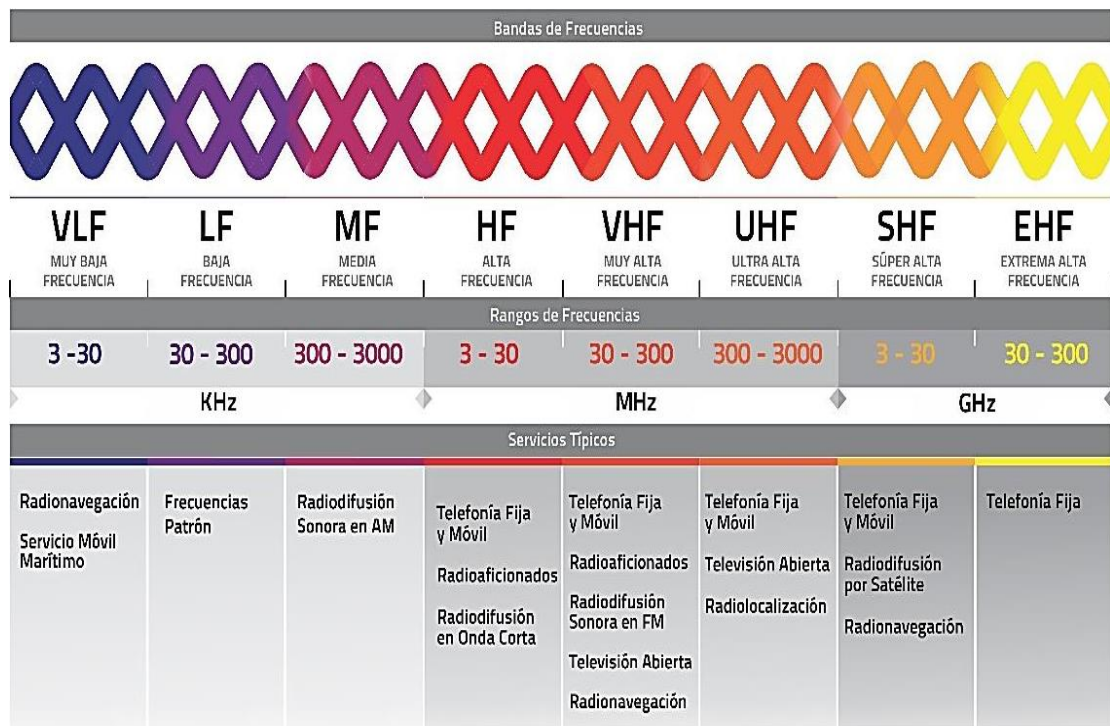 Bandas de Frecuencias
VLF
MUY BAJA
FRECUENCIA
LF
BAJA
FRECUENCIA
MF
MEDIA
FRECUENCIA
HF
ALTA
FRECUENCIA
VHF
MUY ALTA
FRECUENCIA
UHF
ULTRA ALTA
FRECUENCIA
SHF
SÚPER ALTA
FRECUENCIA
EHF
EXTREMA ALTA
FRECUENCIA
Rangos de Frecuencias
3 -30
30 - 300
300 - 3000
3 - 30
30 - 300
300 - 3000
3 - 30
30 - 300
KHz
MHz
GHz
Servicios Típicos
Radionavegación
Servicio Móvil
Marítimo
Frecuencias
Patrón
Radiodifusión
Sonora en AM
Telefonía Fija
y Móvil
Radioaficionados
Radiodifusión
en Onda Corta
Telefonía Fija
y Móvil
Radioaficionados
Radiodifusión
Sonora en FM
Televisión Abierta
Radionavegación
Telefonía Fija
y Móvil
Televisión Abierta
Radiolocalización
Telefonía Fija
y Móvil
Radiodifusión
por Satélite
Radionavegación
Telefonía Fija